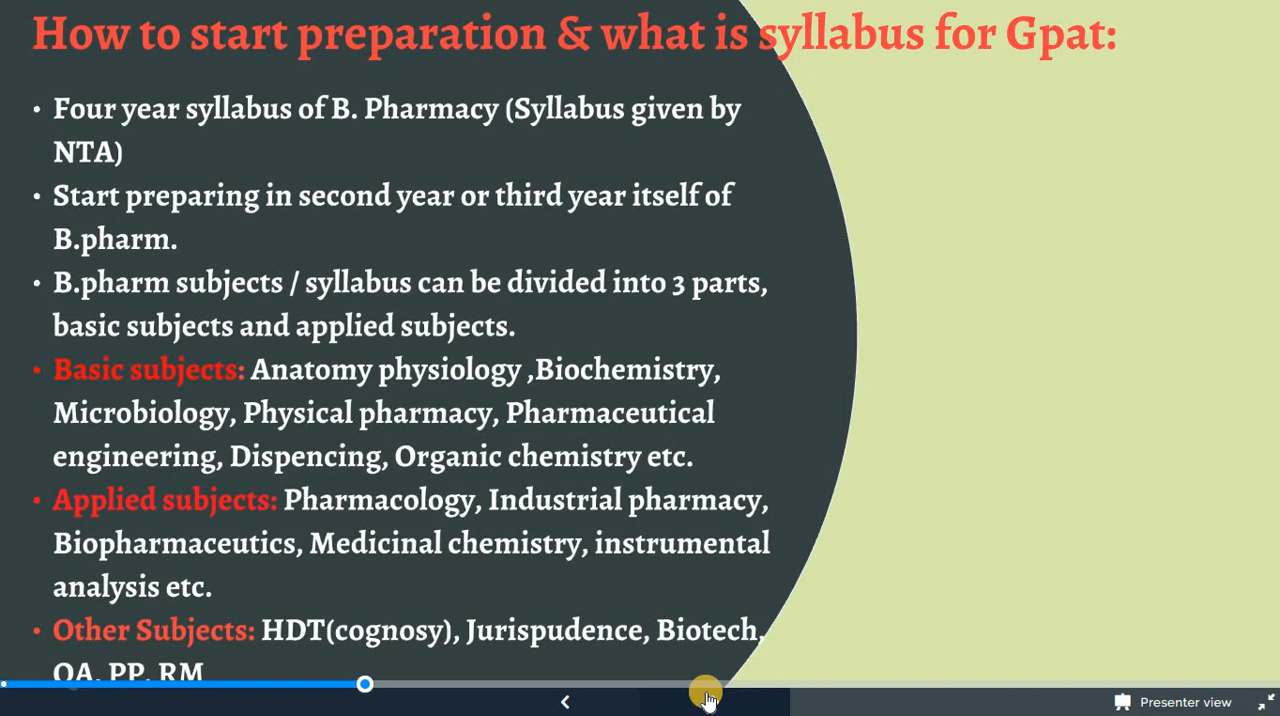 How to start preparation & what is syllabus for Gpat:
• Four year syllabus of B. Pharmacy (Syllabus given by
NTA)
• Start preparing in second year or third year itself of
B.pharm.
• B.pharm subjects / syllabus can be divided into 3 parts,
basic subjects and applied subjects.
• Basic subjects: Anatomy physiology ,Biochemistry,
Microbiology, Physical pharmacy, Pharmaceutical
engineering, Dispencing, Organic chemistry etc.
• Applied subjects: Pharmacology, Industrial pharmacy,
Biopharmaceutics, Medicinal chemistry, instrumental
analysis etc.
• Other Subjects: HDT(cognosy), Jurispudence, Biotech,
QA, PP, RM
Presenter view